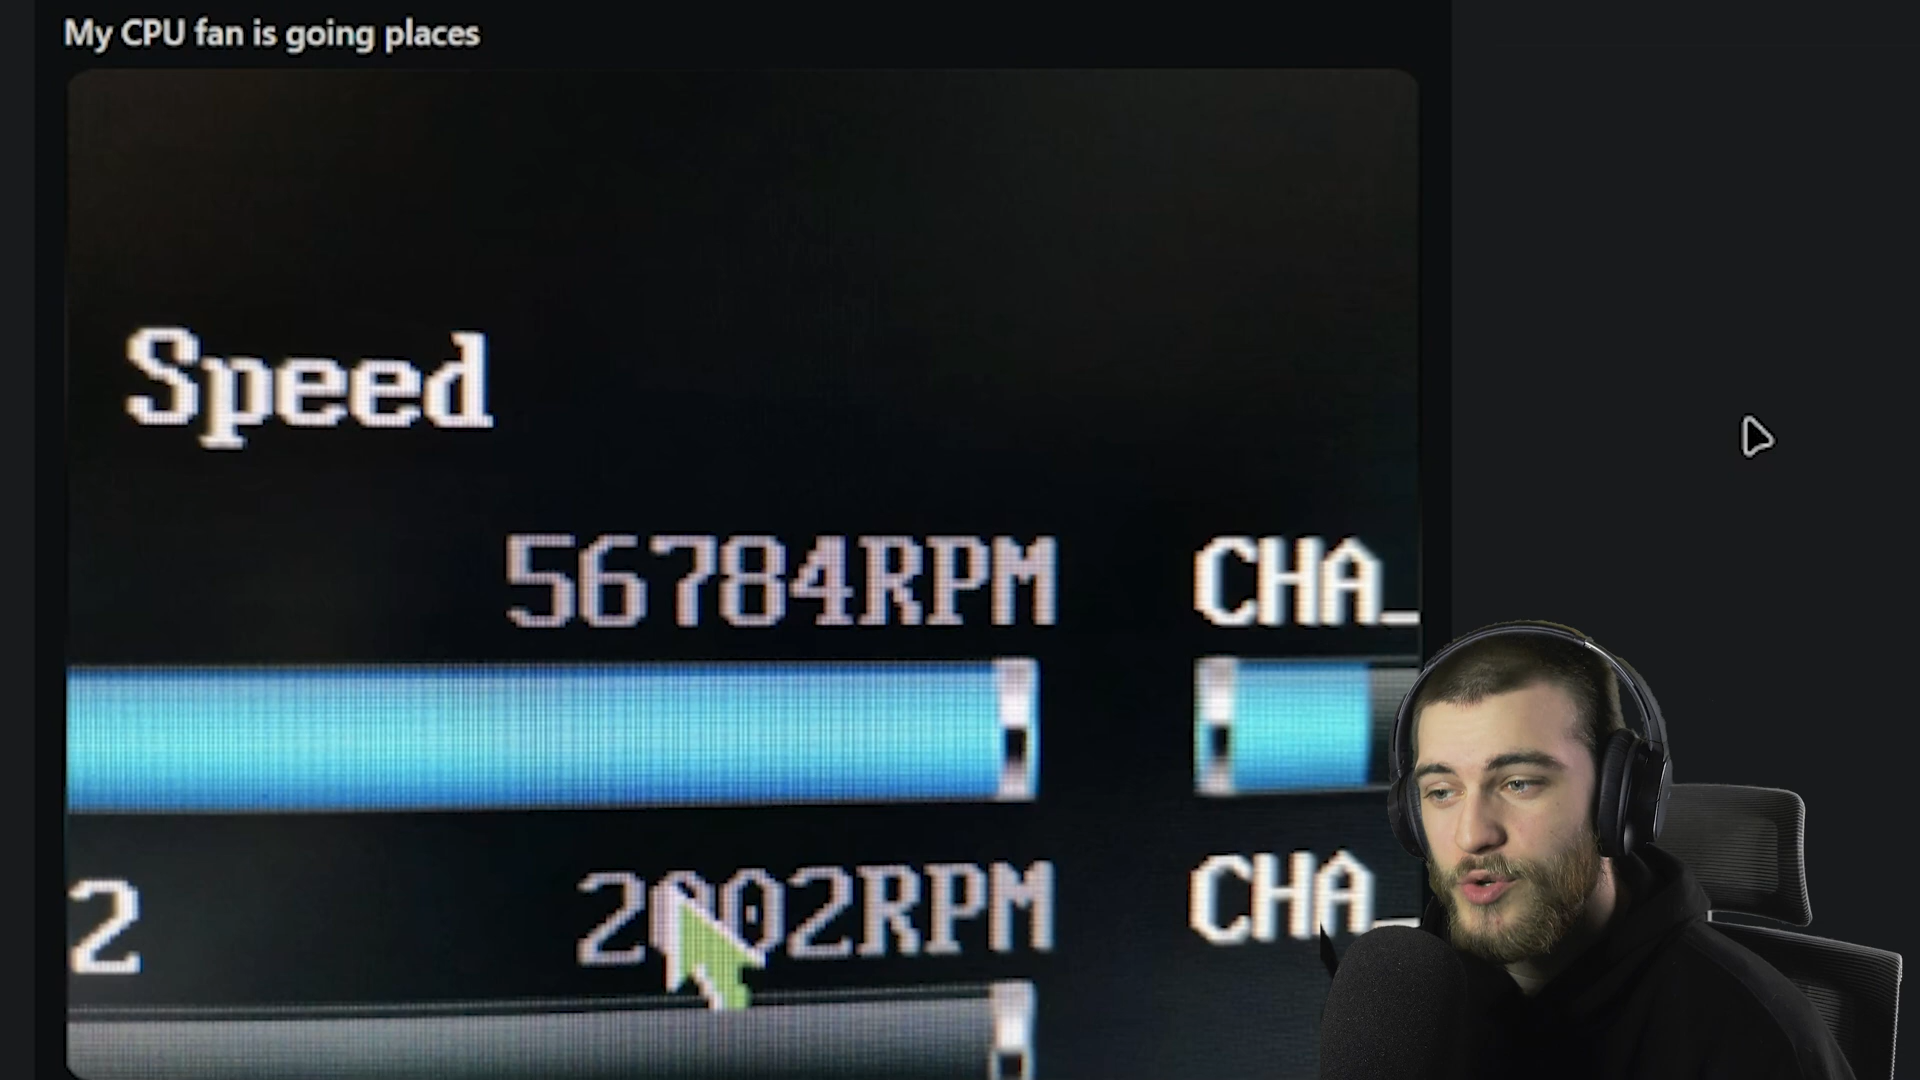 My CPU fan is going places
Speed
56784RPM
CHA_
2
2002RPM
CHA_